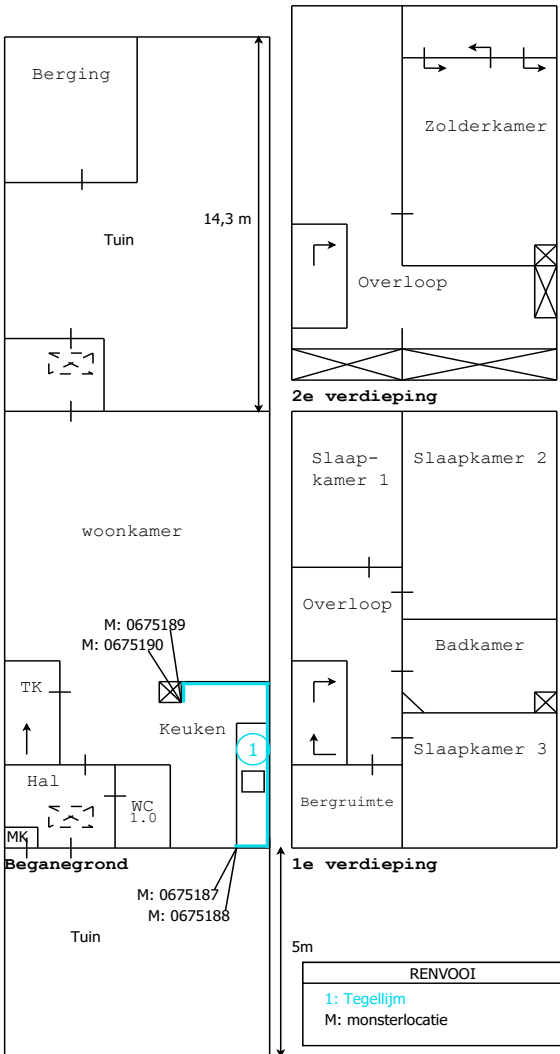 Berging
14,3 m
Tuin
woonkamer
M: 0675189
M: 0675190
TK
Keuken
1
Hal
WC
1.0
MK
Beganegrond
M: 0675187
M: 0675188
Tuin
5m
Zolderkamer
Overloop
2e verdieping
Slaap-
kamer 1
Slaapkamer 2
Overloop
Badkamer
Slaapkamer 3
Bergruimte
1e verdieping
RENVOOI
1: Tegellijm
M: monsterlocatie